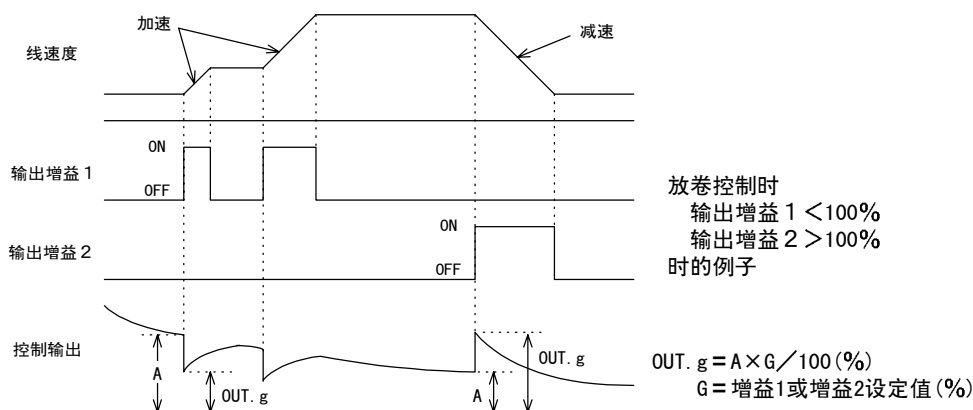 加速
线速度
减速
ON
输出增益1
OFF
ON
输出增益2
OFF
放卷控制时
输出增益1<100%
输出增益2>100%
时的例子
控制输出
A
OUT.g
A
OUT.g
OUT.g=A×G/100(%)
G=增益1或增益2设定值(%)